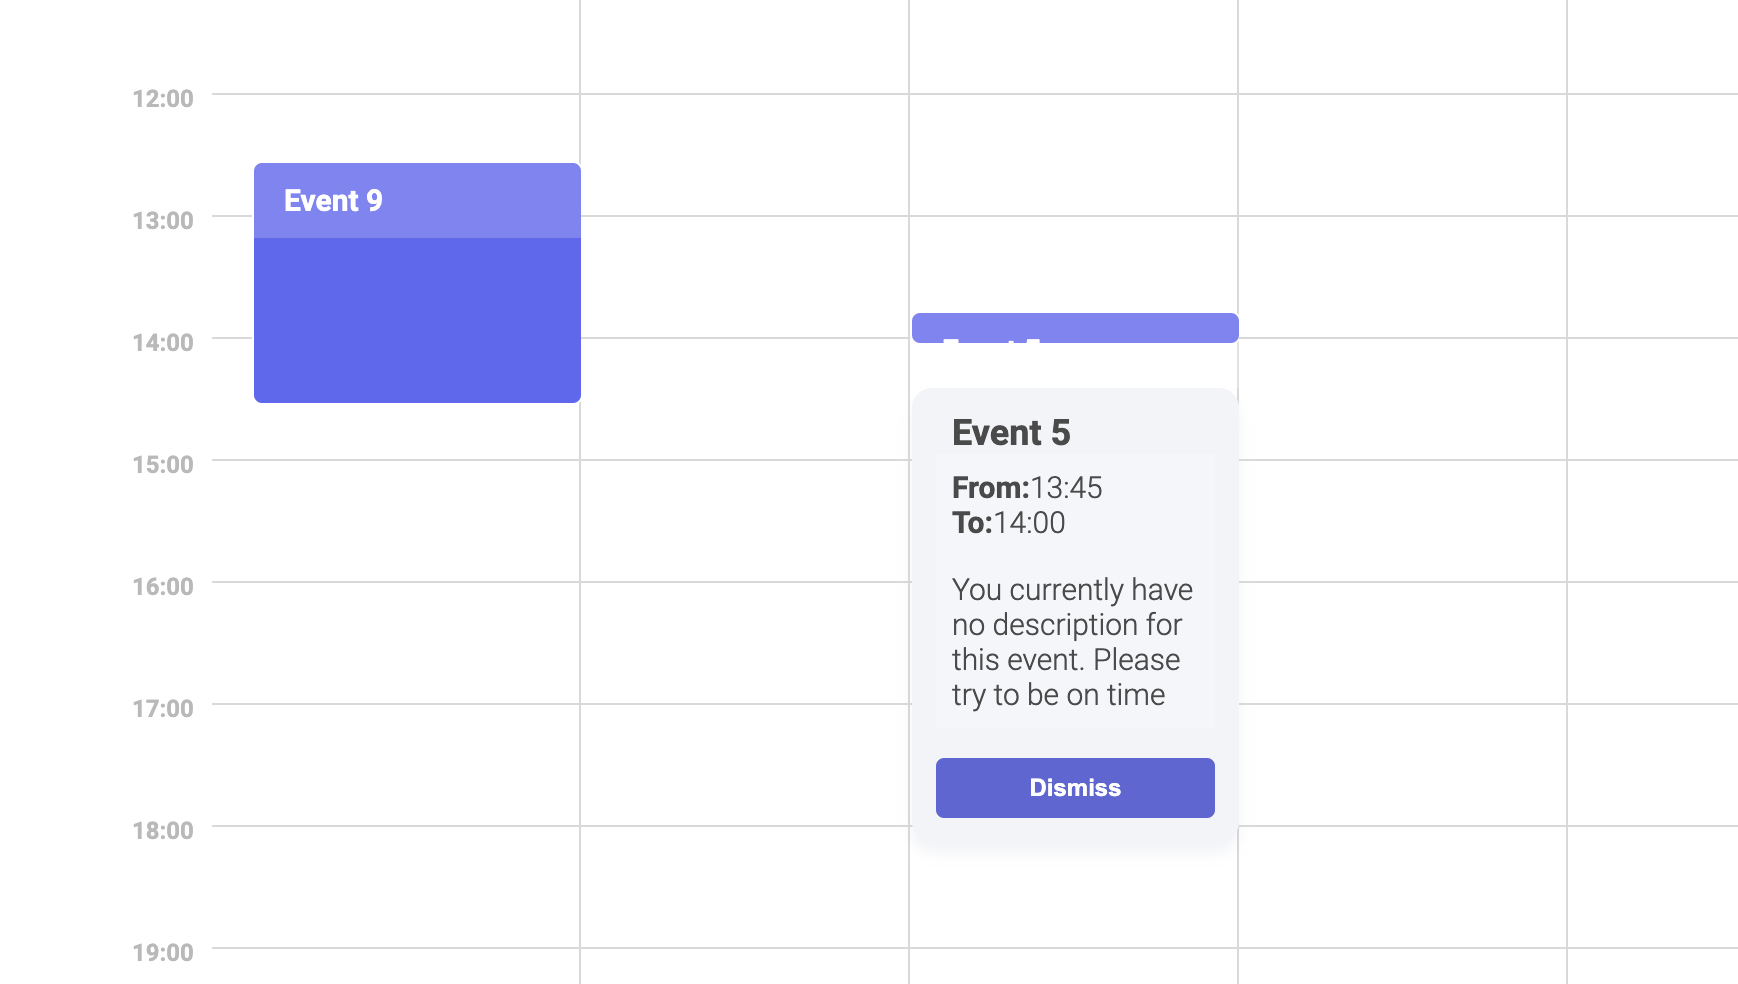 12:00
Event 9
13:00
14:00
Event 5
15:00
From:13:45
To:14:00
16:00
You currently have
no description for
this event. Please
try to be on time
17:00
Dismiss
18:00
19:00